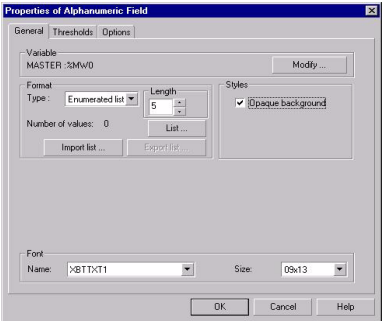 Properties of Alphanumeric Field
General Thresholds Options
Variable
MASTER :%MW0
Modify ...
Format
Type : Enumerated list
Length
5
Number of values: 0
List ...
Import list ...
Export list ...
Styles
Opaque background
Font
Name: XBTTXT1
Size: 09x13
OK Cancel Help